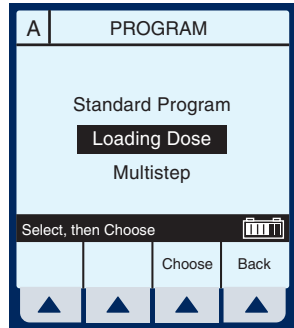 A PROGRAM
Standard Program
Loading Dose
Multistep
Select, then Choose
Choose Back